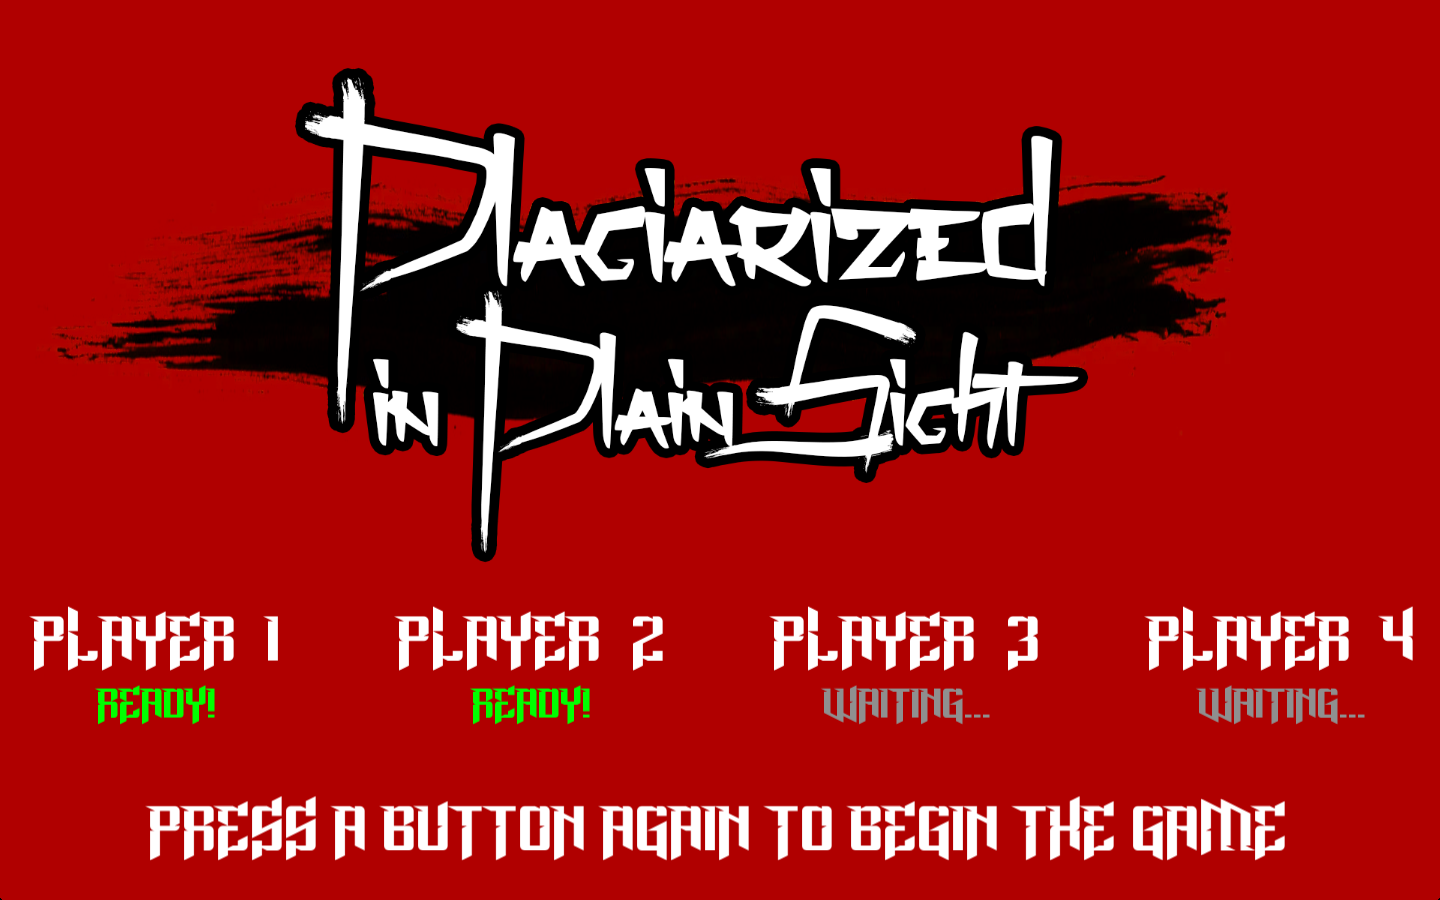 Plagiarized
in Plain Sight
PLAYER 1 PLAYER 2 PLAYER 3 PLAYER 4
READY! READY! WAITING... WAITING...
PRESS A BUTTON AGAIN TO BEGIN THE GAME